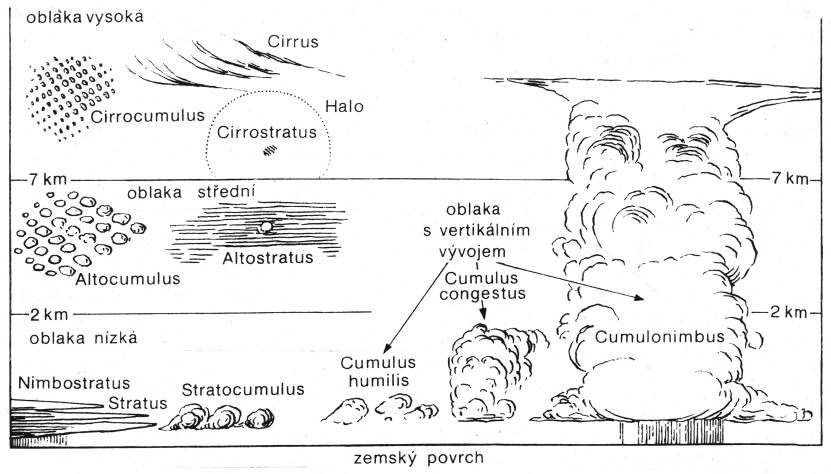 oblaka vysoká
Cirrus
Cirrocumulus
Halo
Cirrostratus
7 km
7 km
oblaka střední
oblaka
s vertikálním
vývojem
Altocumulus
Altostratus
Cumulus
congestus
2 km
2 km
oblaka nízká
Cumulonimbus
Cumulus
humilis
Nimbostratus
Stratus
Stratocumulus
zemský povrch